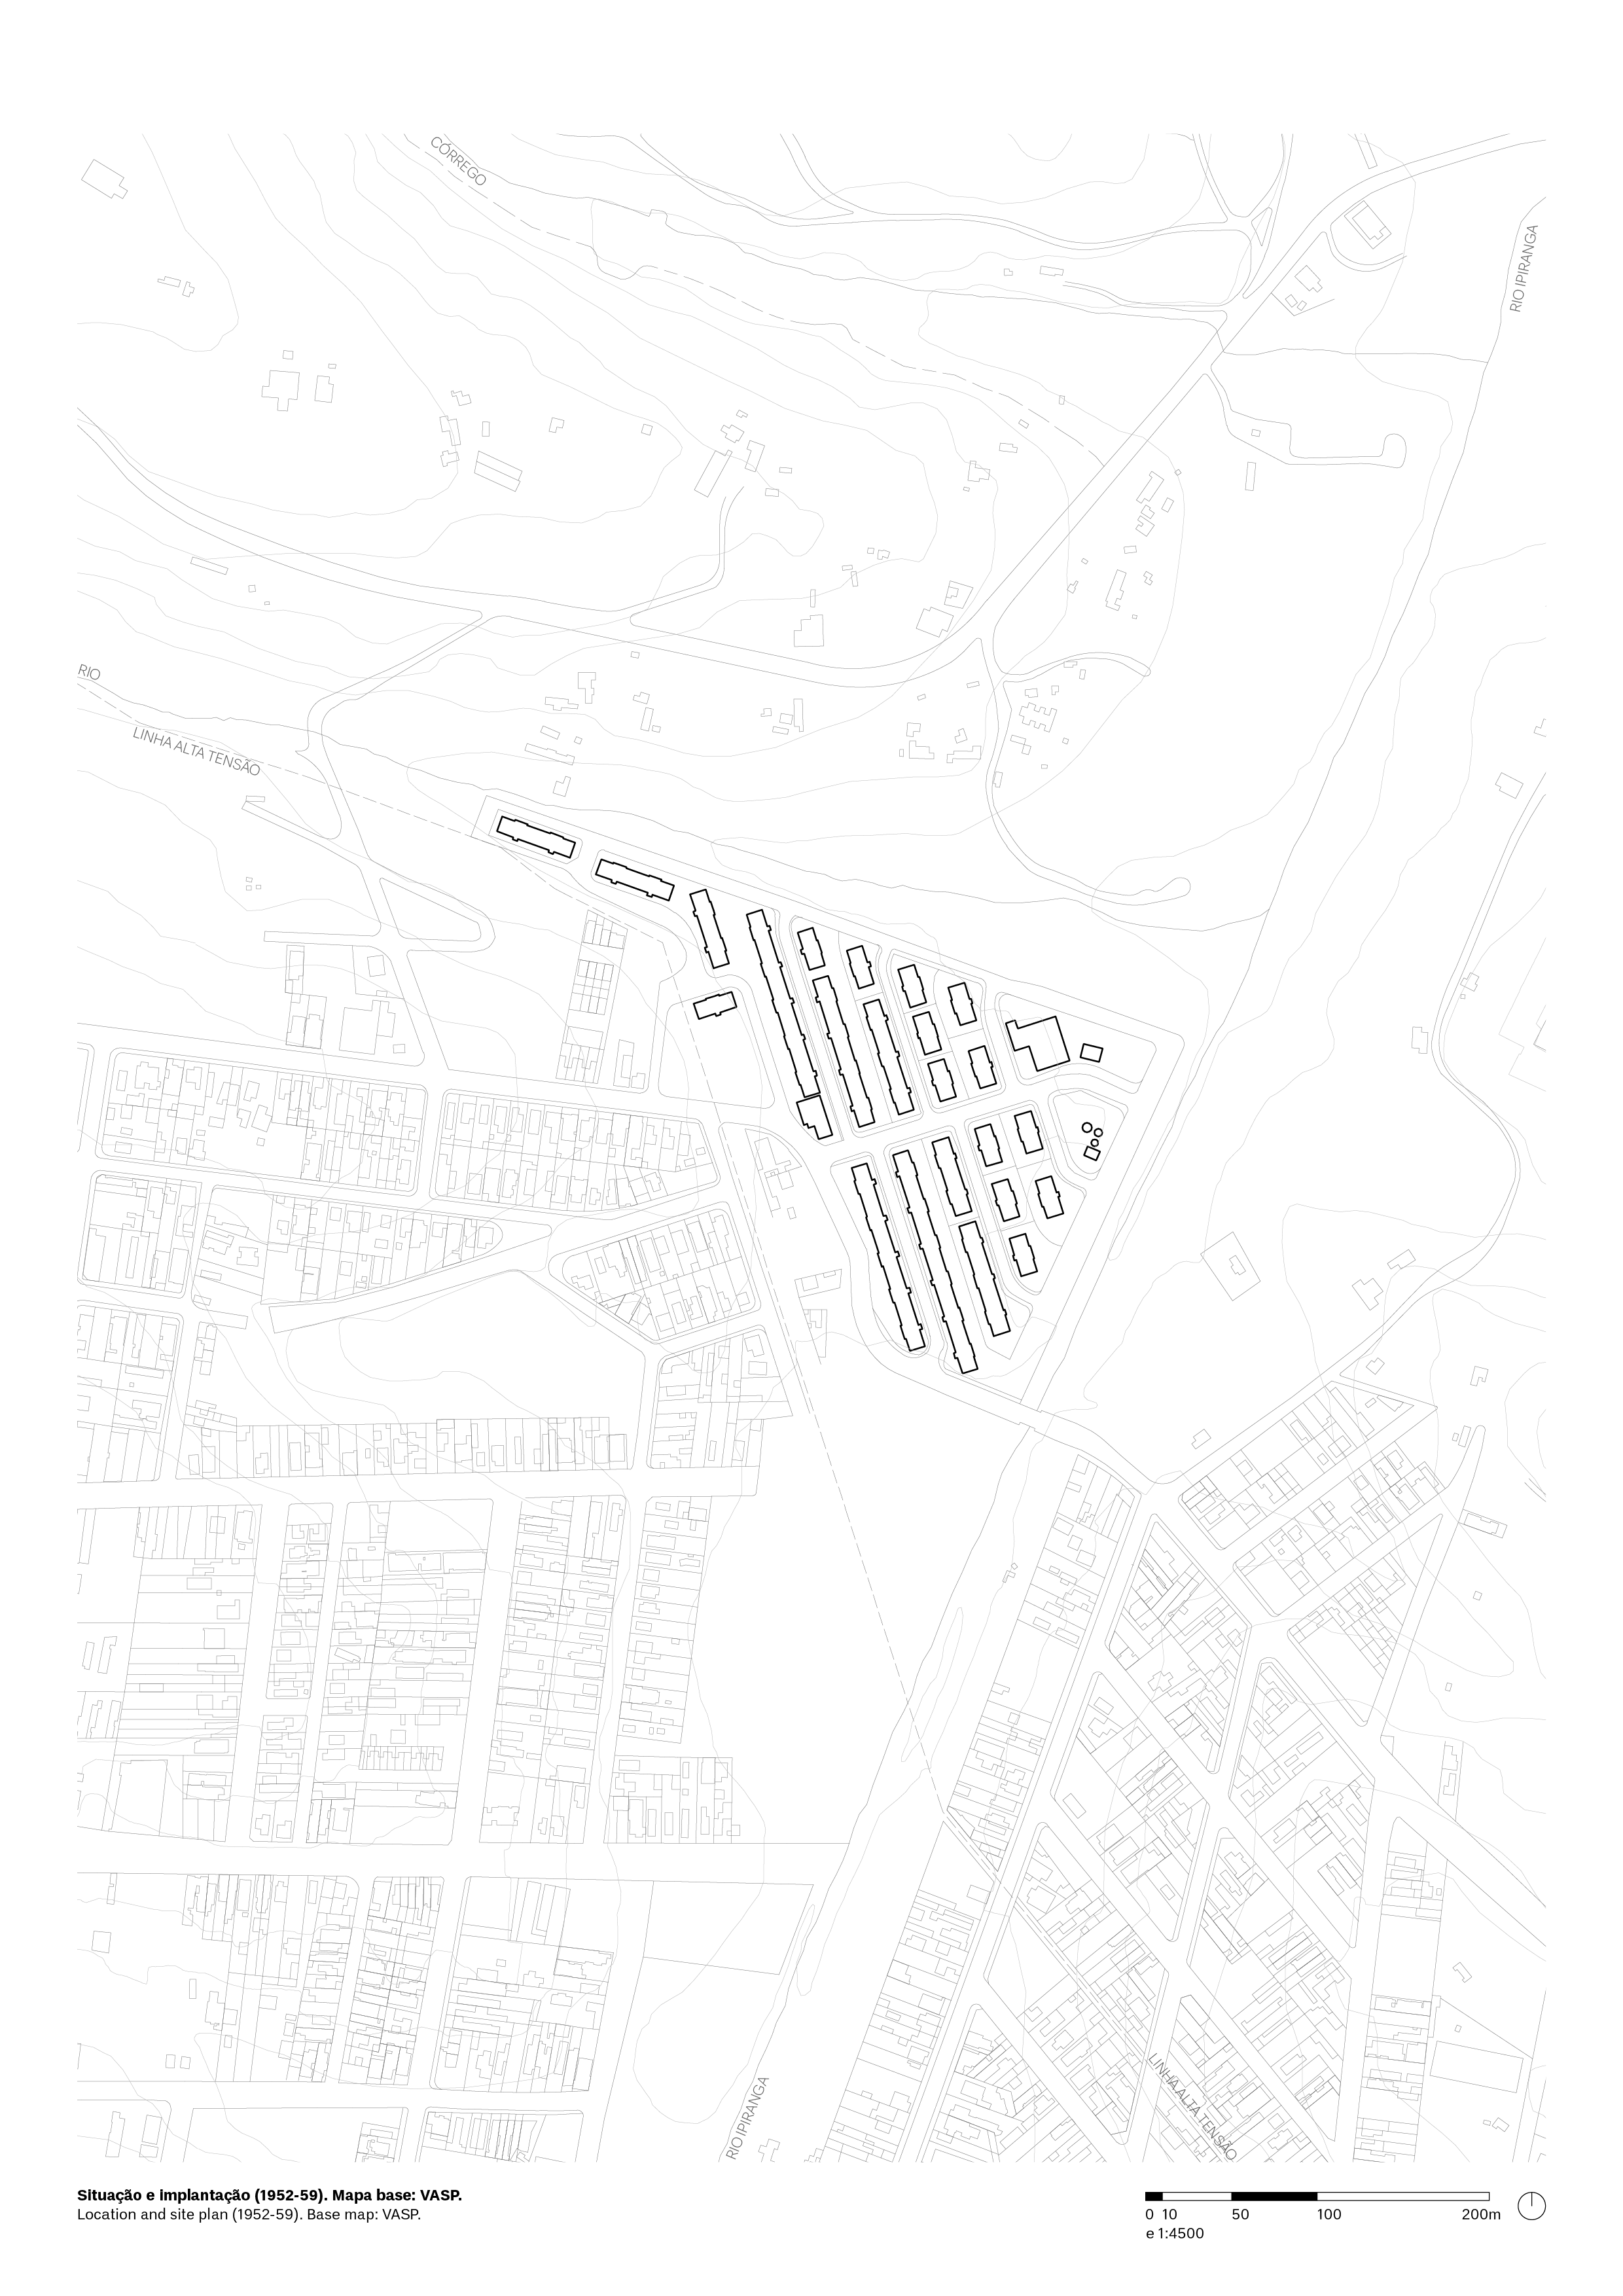 CÓRREGO
RIO IPIRANGA
RIO
LINHA ALTA TENSÃO
LINHA ALTA TENSÃO
RIO IPIRANGA
Situação e implantação (1952-59). Mapa base: VASP.
Location and site plan (1952-59). Base map: VASP.
0 10 50 100 200m
e 1:4500